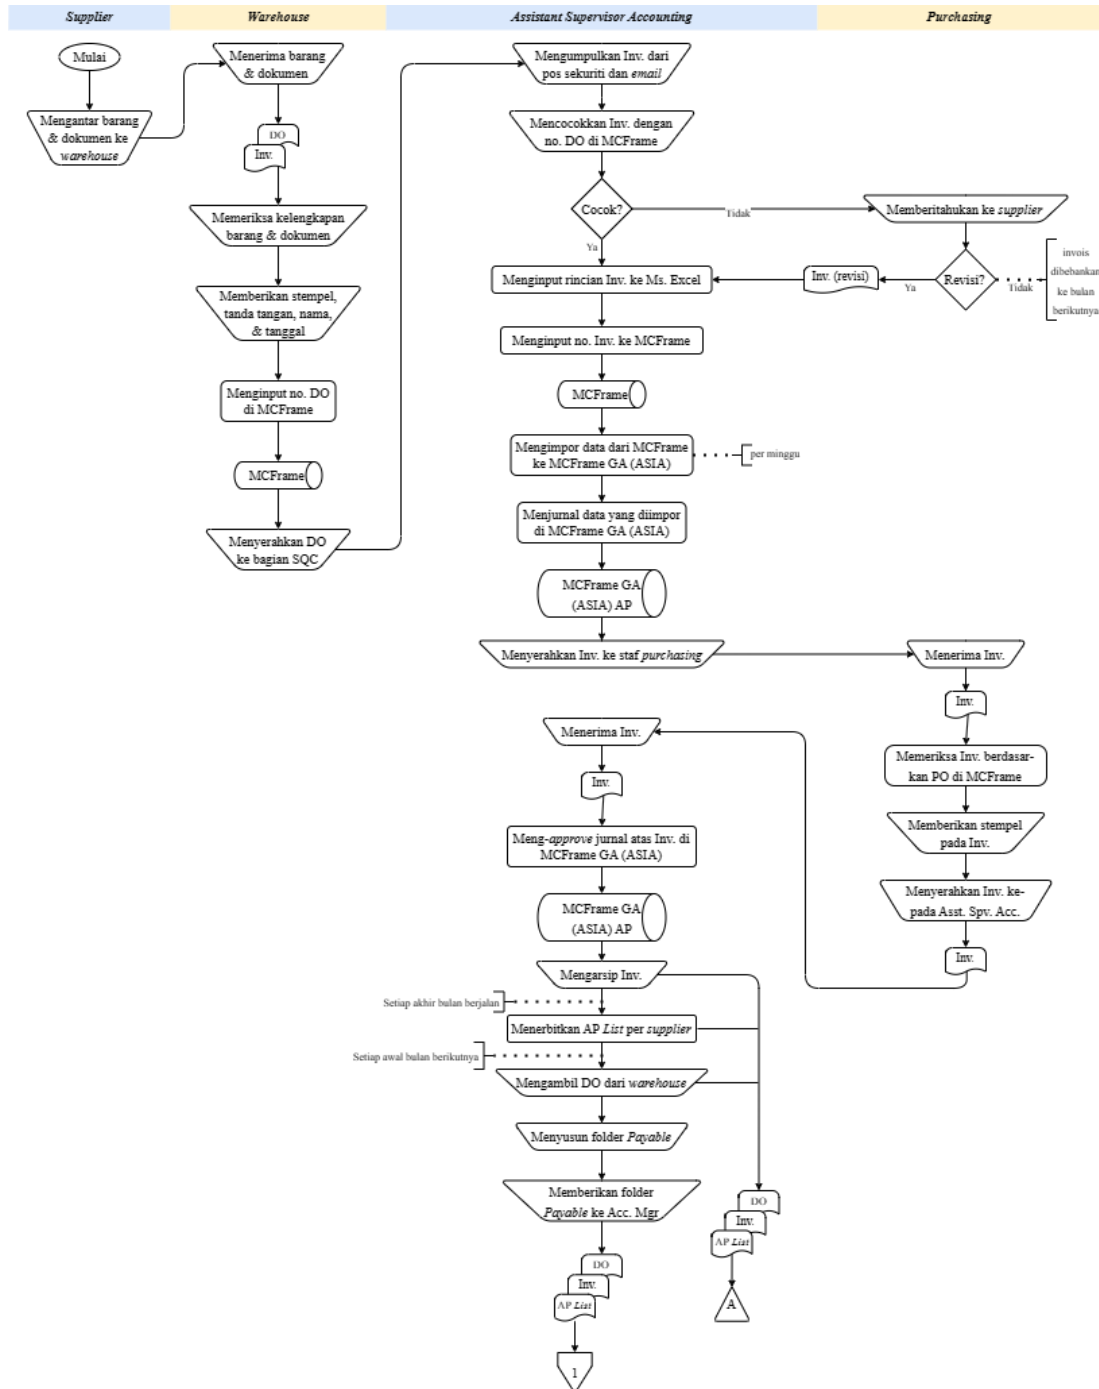 Supplier
Warehouse
Assistant Supervisor Accounting
Purchasing
Mulai
Mengantar barang
& dokumen ke
warehouse
Menerima barang
& dokumen
DO
Inv.
Memeriksa kelengkapan
barang & dokumen
Memberikan stempel,
tanda tangan, nama,
& tanggal
Menginput no. DO
di MCFrame
MCFrame
Menyerahkan DO
ke bagian SQC
Mengumpulkan Inv. dari
pos sekuriti dan email
Mencocokkan Inv. dengan
no. DO di MCFrame
Cocok?
Tidak
Ya
Memberitahukan ke supplier
Revisi?
Ya
Tidak
invois
dibebankan
ke bulan
berikutnya
Inv. (revisi)
Menginput rincian Inv. ke Ms. Excel
Menginput no. Inv. ke MCFrame
MCFrame
Mengimpor data dari MCFrame
ke MCFrame GA (ASIA)
per minggu
Menjurnal data yang diimpor
di MCFrame GA (ASIA)
MCFrame GA
(ASIA) AP
Menyerahkan Inv. ke staf purchasing
Menerima Inv.
Inv.
Memeriksa Inv. berdasar-
kan PO di MCFrame
Memberikan stempel
pada Inv.
Menyerahkan Inv. ke-
pada Asst. Spv. Acc.
Inv.
Menerima Inv.
Inv.
Meng-approve jurnal atas Inv. di
MCFrame GA (ASIA)
MCFrame GA
(ASIA) AP
Mengarsip Inv.
Setiap akhir bulan berjalan
Menerbitkan AP List per supplier
Setiap awal bulan berikutnya
Mengambil DO dari warehouse
Menyusun folder Payable
Memberikan folder
Payable ke Acc. Mgr
DO
Inv.
AP List
1
DO
Inv.
AP List
A